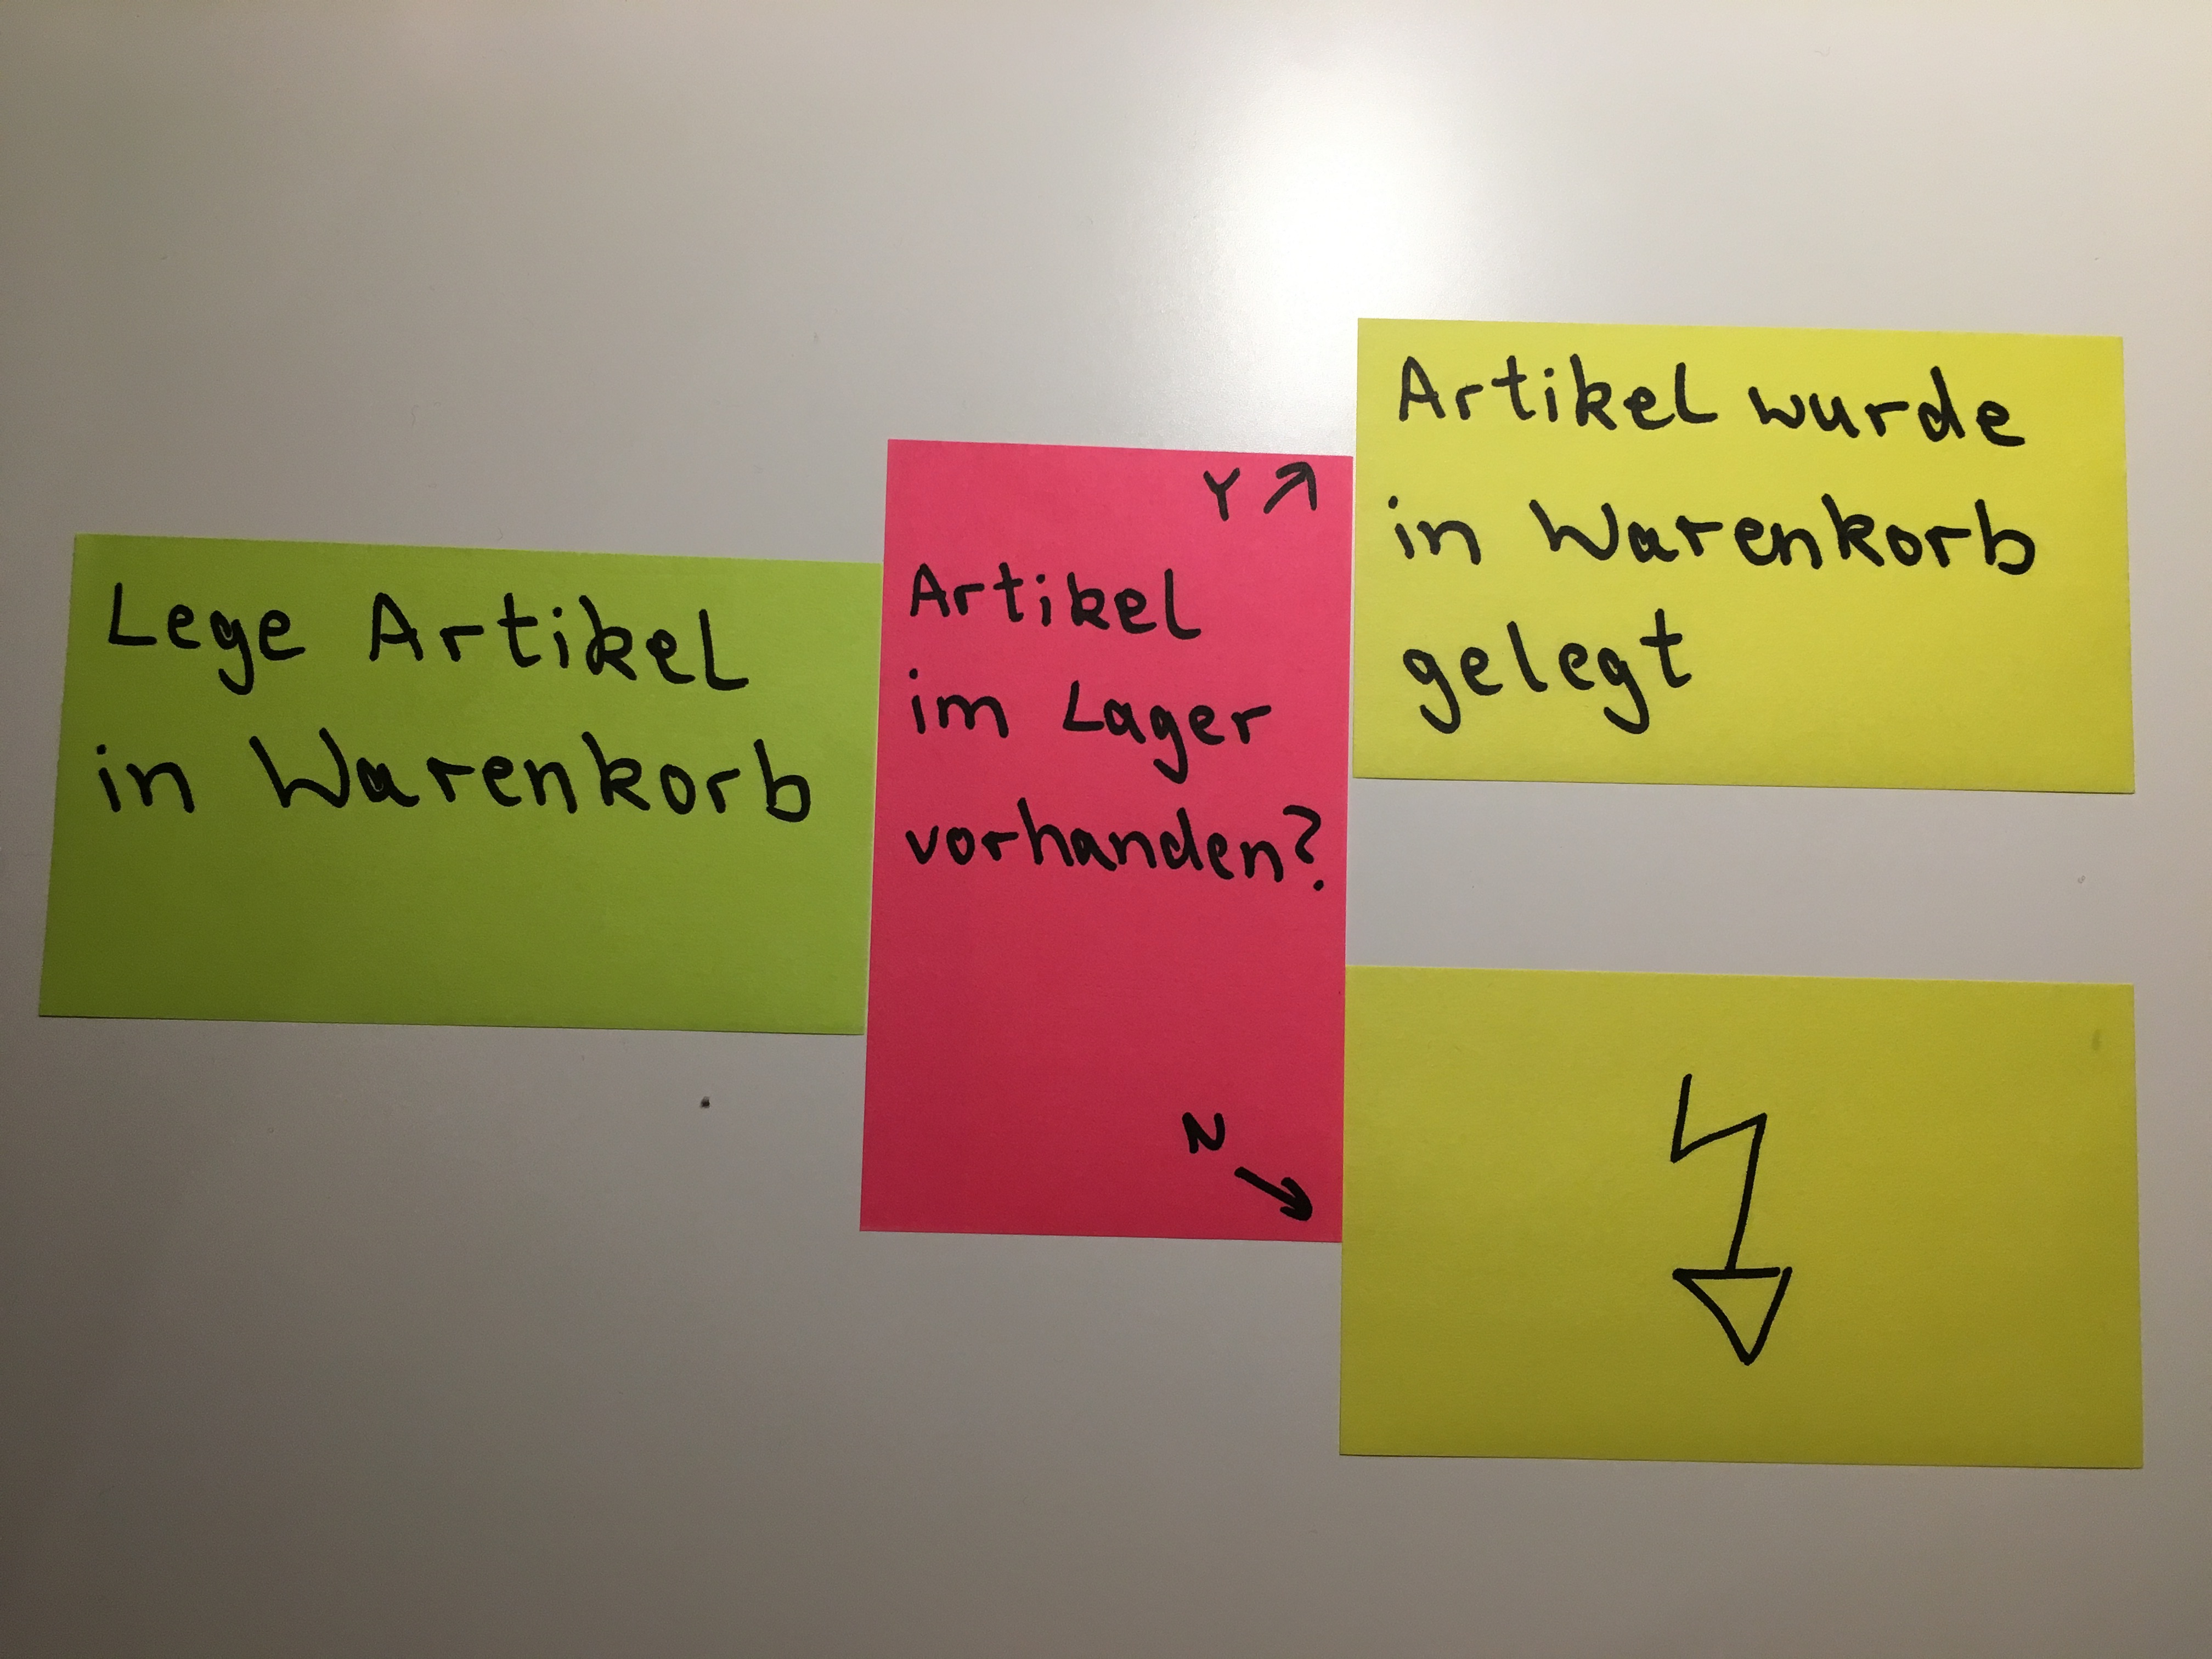 Lege Artikel
in Warenkorb
Y
Artikel
im Lager
vorhanden?
N
Artikel wurde
in Warenkorb
gelegt